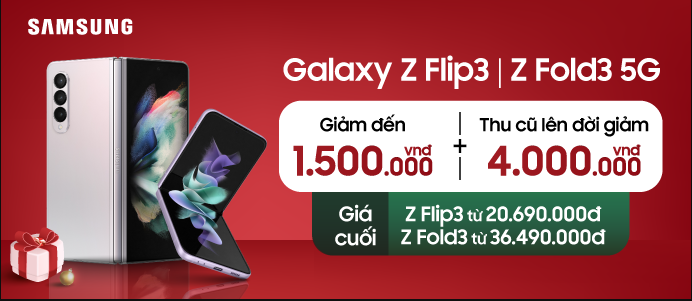 SAMSUNG
Galaxy Z Flip3 | Z Fold3 5G
Giảm đến
1.500.000 vnđ
+
Thu cũ lên đời giảm
4.000.000 vnđ
Giá cuối
Z Flip3 từ 20.690.000đ
Z Fold3 từ 36.490.000đ